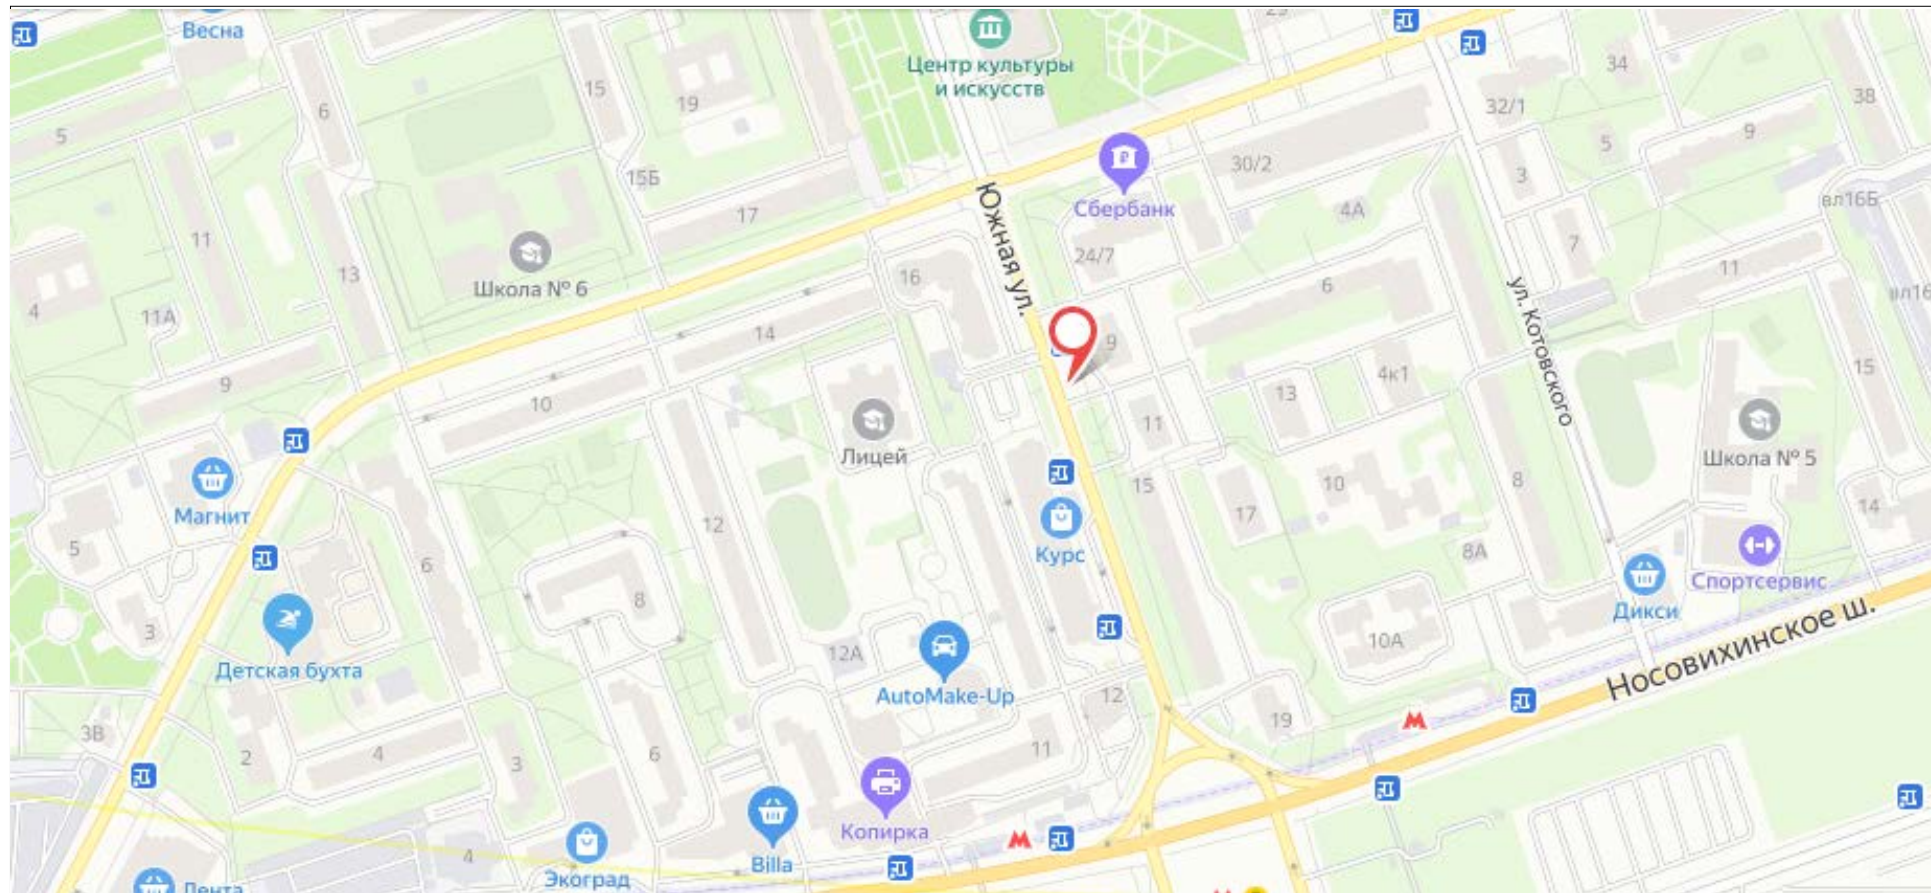 Весна
Центр культуры
и искусств
29
34
38
6
15
19
32/1
5
9
5
15Б
30/2
3
17
Южная ул.
Сбербанк
4А
вл16Б
11
7
24/7
13
Школа № 6
16
6
11
4
11А
14
ул. Котовского
9
9
4к1
15
10
13
11
Лицей
Школа № 5
Магнит
15
10
8
12
17
14
5
6
Курс
8А
Спортсервис
8
Дикси
3
12А
10А
Детская бухта
AutoMake-Up
12
Носовихинское ш.
3В
2
4
3
6
11
19
Копирка
4
Billa
Экоград
Лента